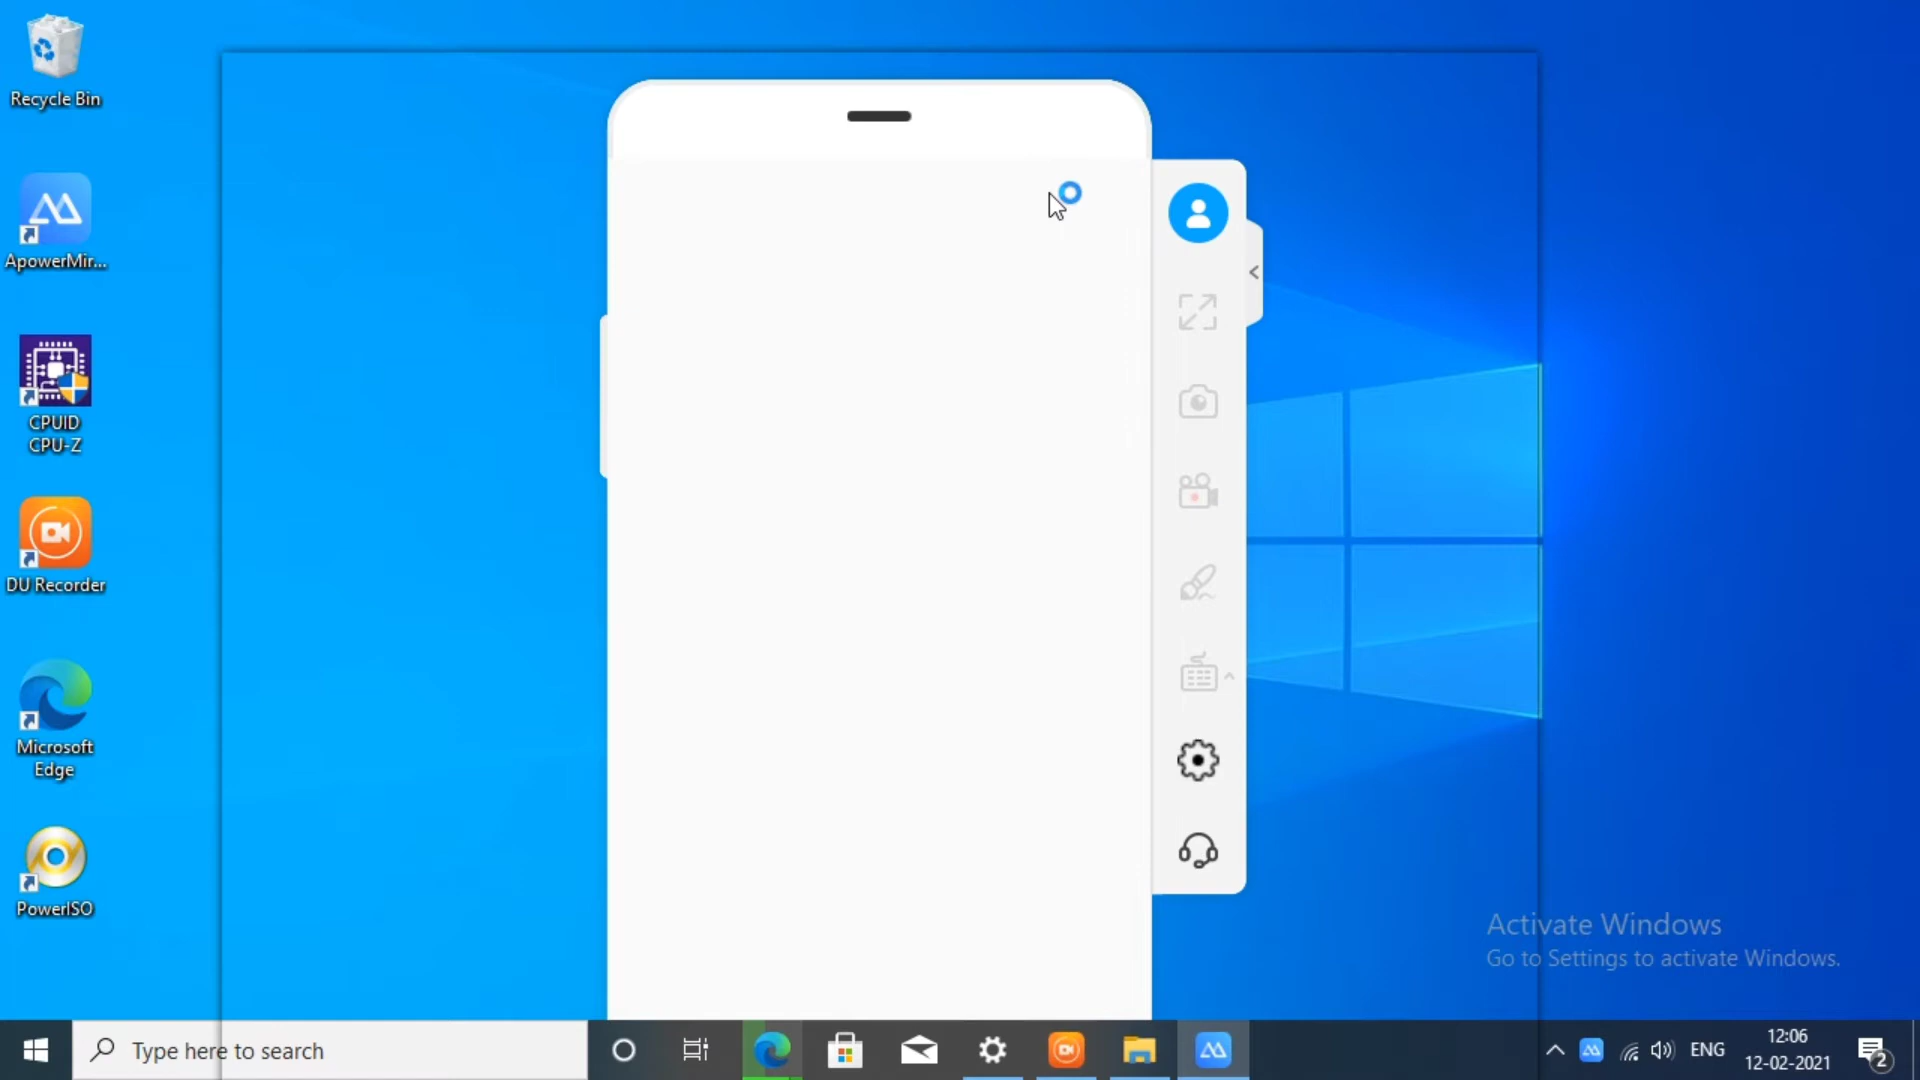 Recycle Bin
ApowerMir...
CPUID
CPU-Z
DU Recorder
Microsoft
Edge
PowerISO
Activate Windows
Go to Settings to activate Windows.
Type here to search
ENG
12:06
12-02-2021
2